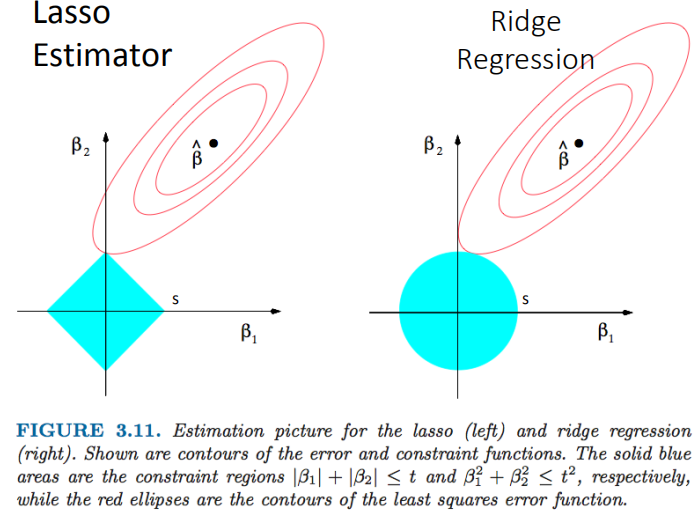 Lasso
Estimator
Ridge
Regression
β₂
β̂
s
β₁
β₂
β̂
s
β₁
FIGURE 3.11. Estimation picture for the lasso (left) and ridge regression
(right). Shown are contours of the error and constraint functions. The solid blue
areas are the constraint regions |β₁| + |β₂| ≤ t and β₁² + β₂² ≤ t², respectively,
while the red ellipses are the contours of the least squares error function.